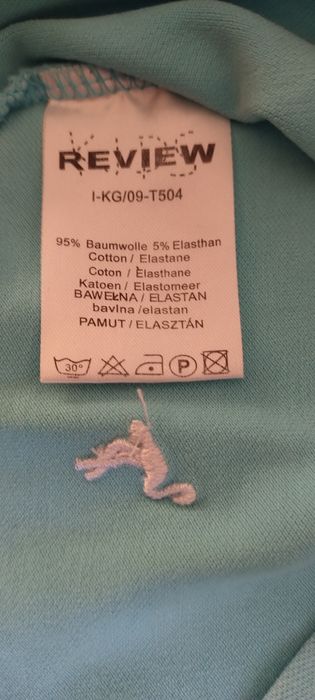 REVIEW
I-KG/09-T504
95% Baumwolle 5% Elasthan
Cotton / Elastane
Coton / Elasthane
Katoen / Elastomeer
BAWEŁNA / ELASTAN
bavlna /elastan
PAMUT / ELASZTÁN
30° P